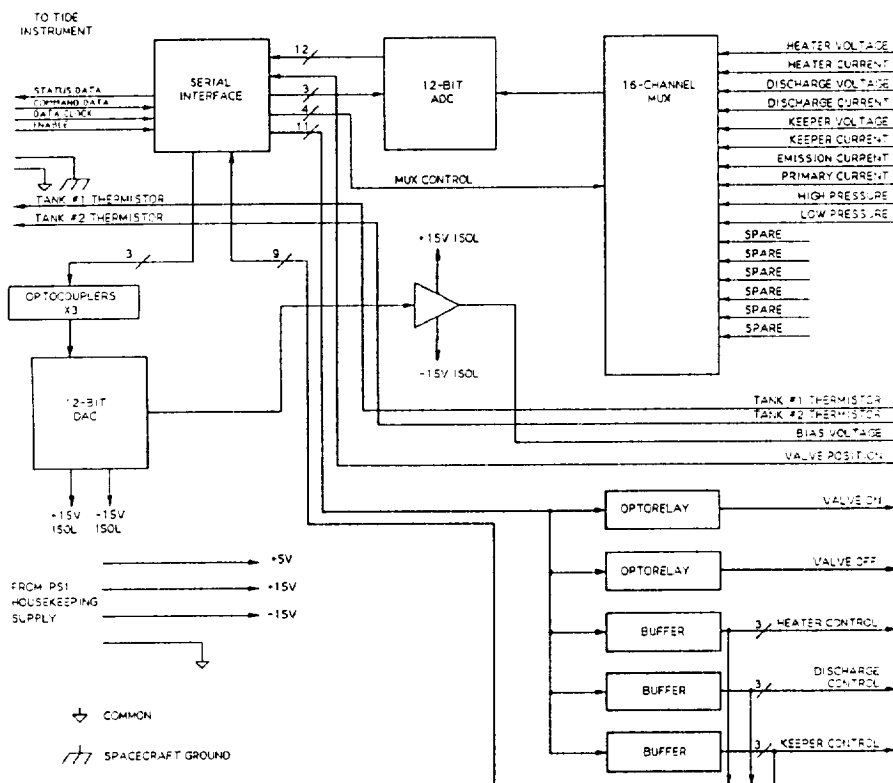 TO TIDE
INSTRUMENT
STATUS DATA
COMMAND DATA
DATA CLOCK
ENABLE
SERIAL
INTERFACE
12
3
4
11
12-BIT
ADC
16-CHANNEL
MUX
HEATER VOLTAGE
HEATER CURRENT
DISCHARGE VOLTAGE
DISCHARGE CURRENT
KEEPER VOLTAGE
KEEPER CURRENT
EMISSION CURRENT
PRIMARY CURRENT
HIGH PRESSURE
LOW PRESSURE
SPARE
SPARE
SPARE
SPARE
SPARE
SPARE
MUX CONTROL
TANK #1 THERMISTOR
TANK #2 THERMISTOR
3
9
OPTOCOUPLERS
X3
+15V ISOL
-15V ISOL
12-BIT
DAC
+15V
ISOL
-15V
ISOL
TANK #1 THERMISTOR
TANK #2 THERMISTOR
BIAS VOLTAGE
VALVE POSITION
OPTORELAY
VALVE ON
OPTORELAY
VALVE OFF
BUFFER
3
HEATER CONTROL
BUFFER
3
DISCHARGE
CONTROL
BUFFER
3
KEEPER CONTROL
FROM PS1
HOUSEKEEPING
SUPPLY
+5V
+15V
-15V
COMMON
SPACECRAFT GROUND